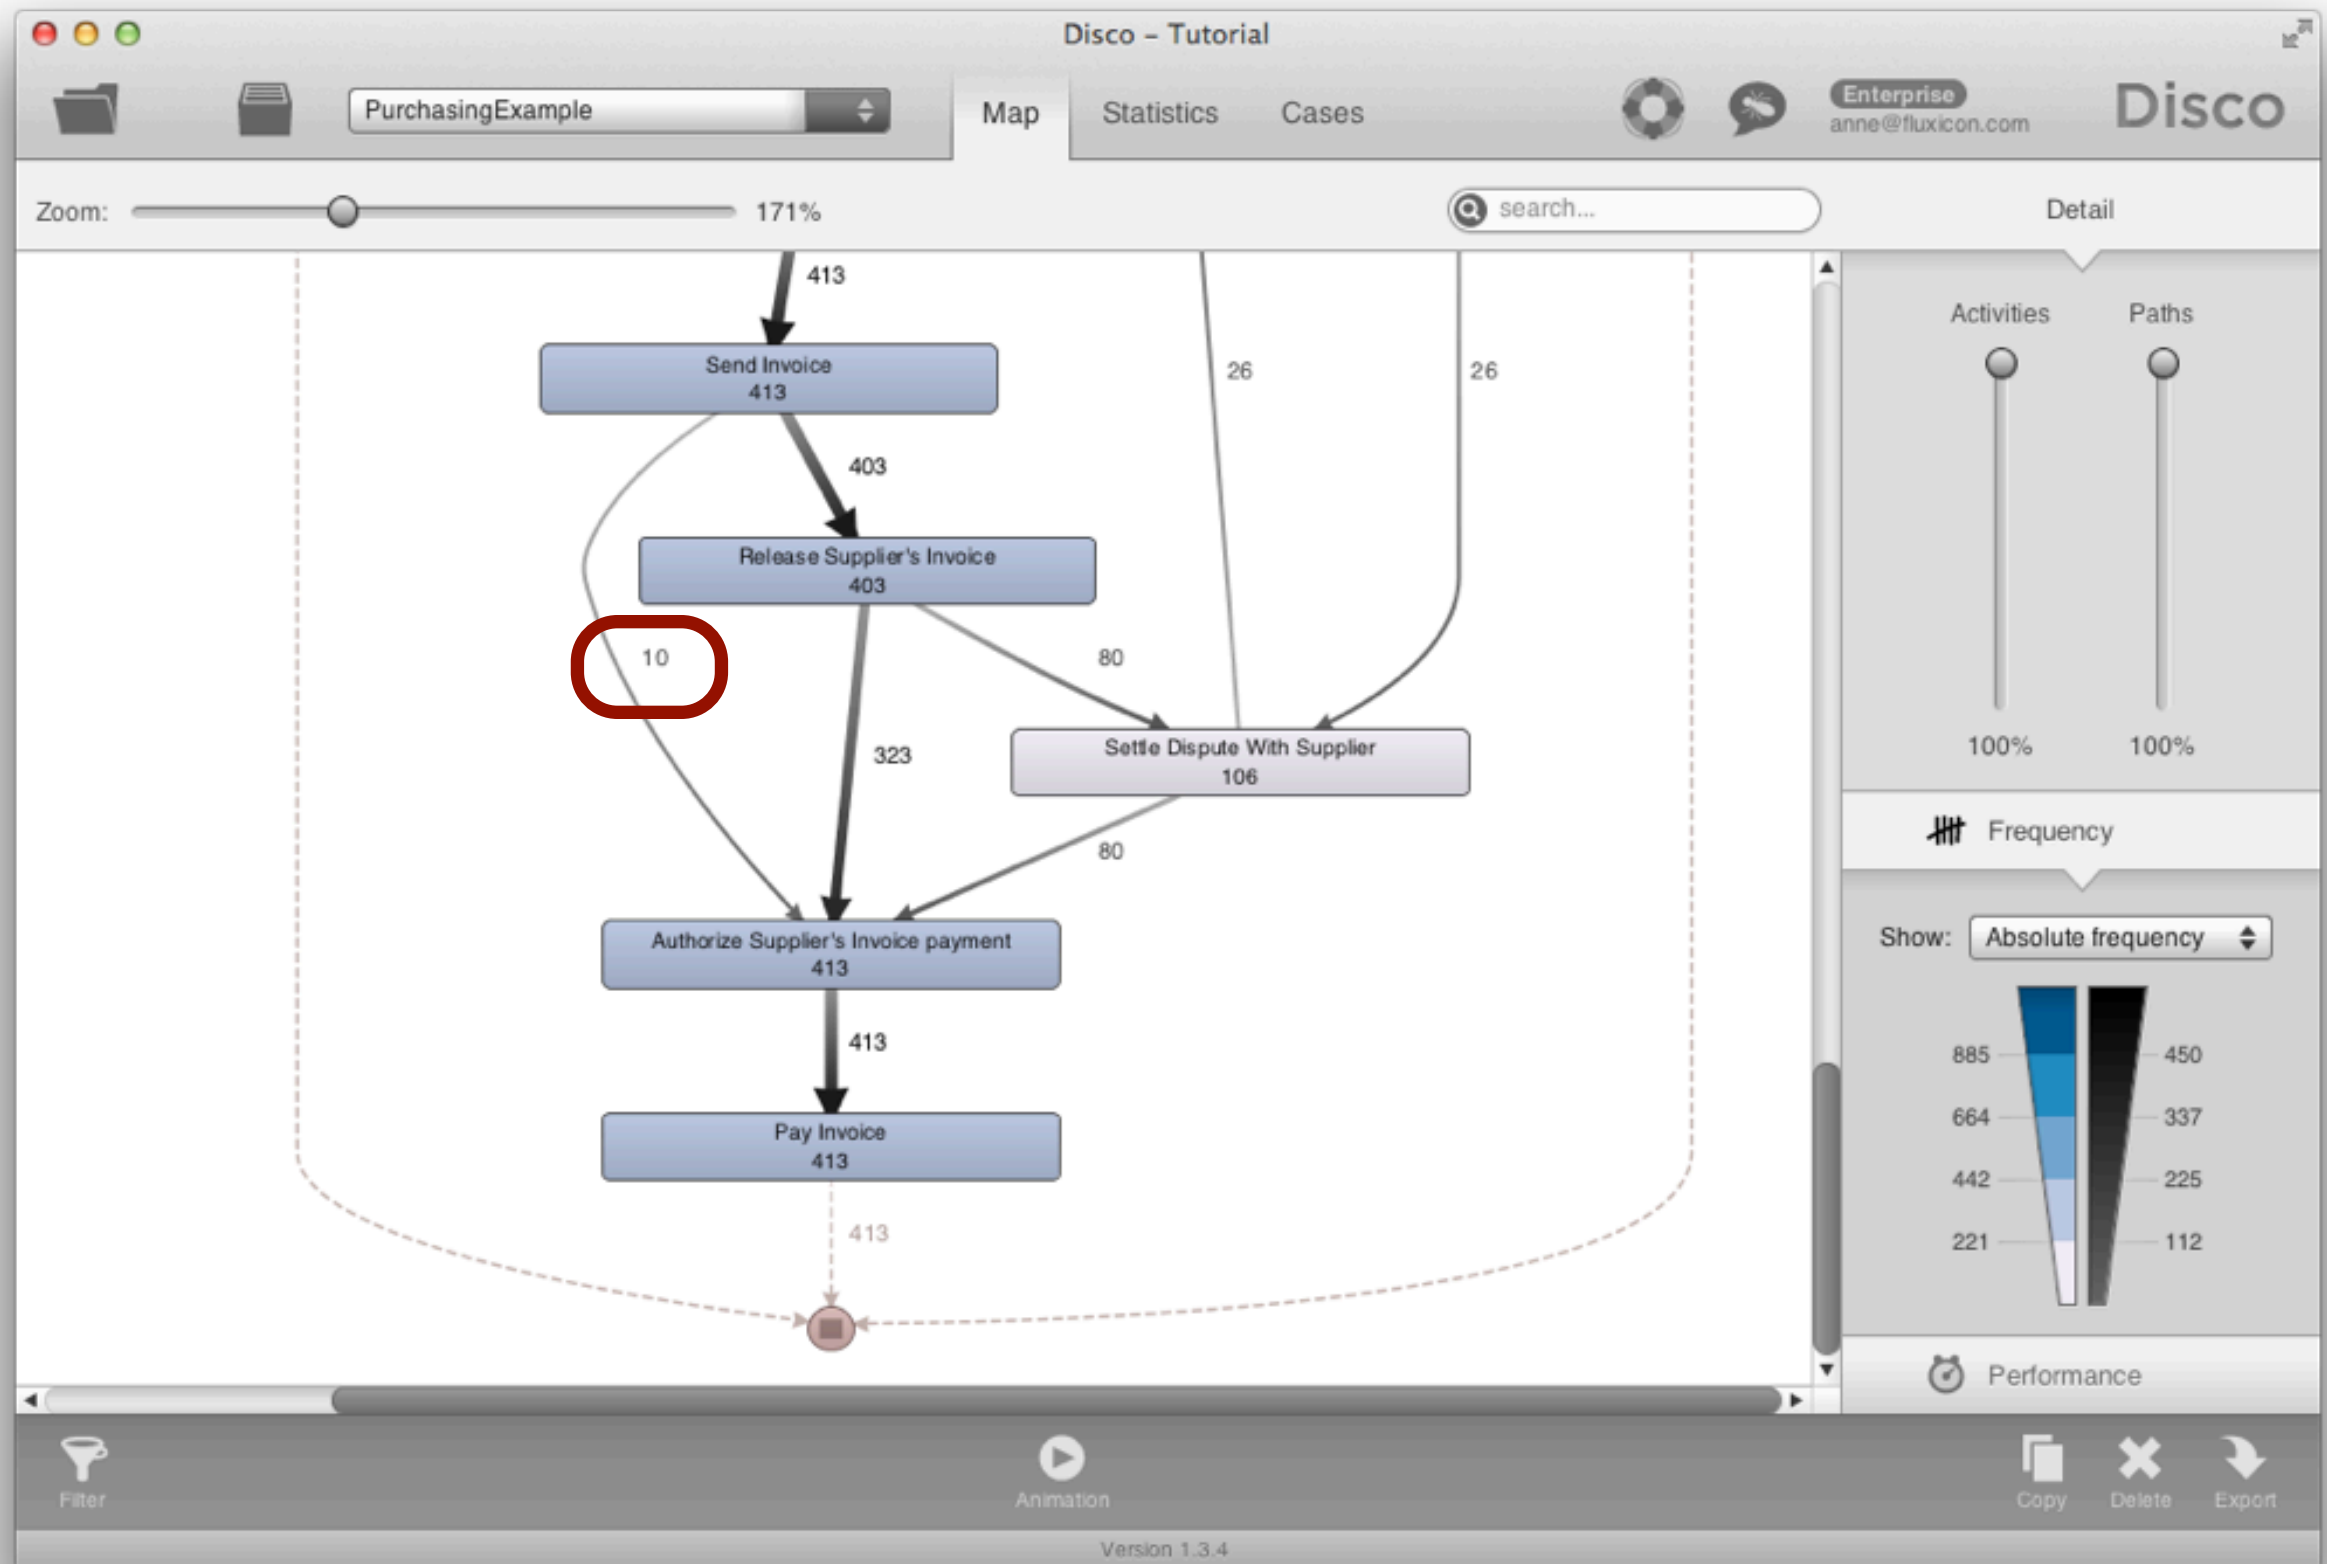 Disco – Tutorial
PurchasingExample
Map
Statistics
Cases
Enterprise
anne@fluxicon.com
Disco
Zoom:
171%
search...
Detail
413
Send Invoice
413
26
26
403
Release Supplier's Invoice
403
10
80
323
Settle Dispute With Supplier
106
80
Authorize Supplier's Invoice payment
413
413
Pay Invoice
413
413
Activities
Paths
100%
100%
Frequency
Show:
Absolute frequency
885
450
664
337
442
225
221
112
Performance
Filter
Animation
Copy
Delete
Export
Version 1.3.4